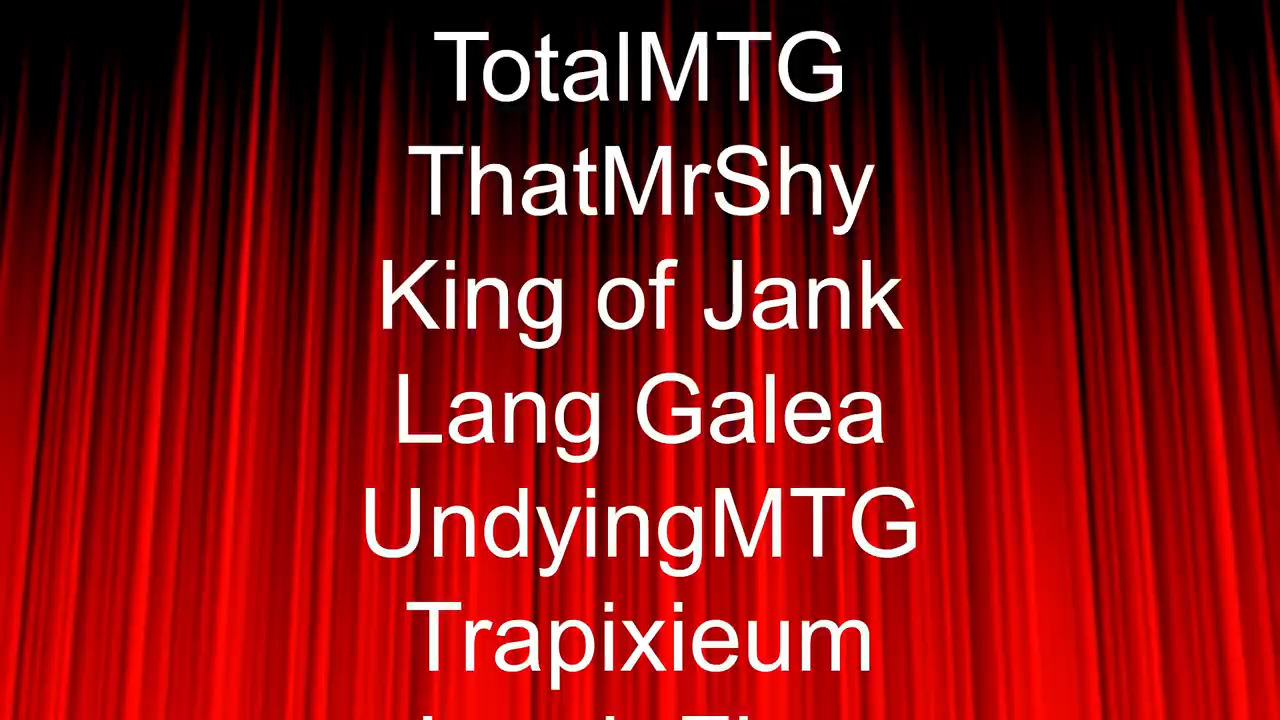 TotalMTG
ThatMrShy
King of Jank
Lang Galea
UndyingMTG
Trapixieum